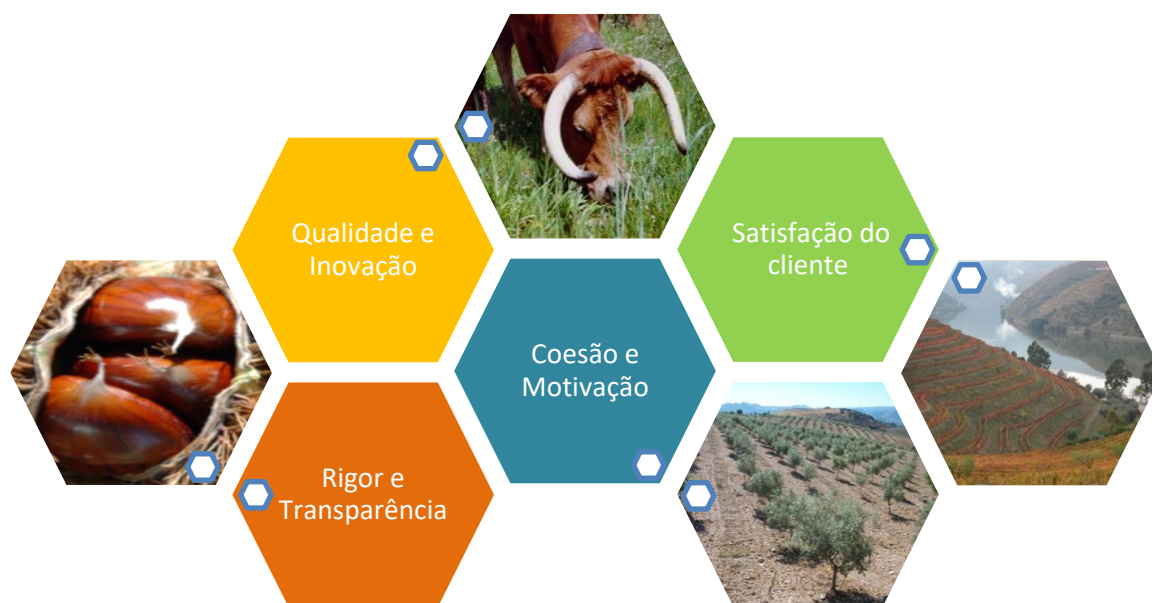 Qualidade e
Inovação
Satisfação do
cliente
Coesão e
Motivação
Rigor e
Transparência